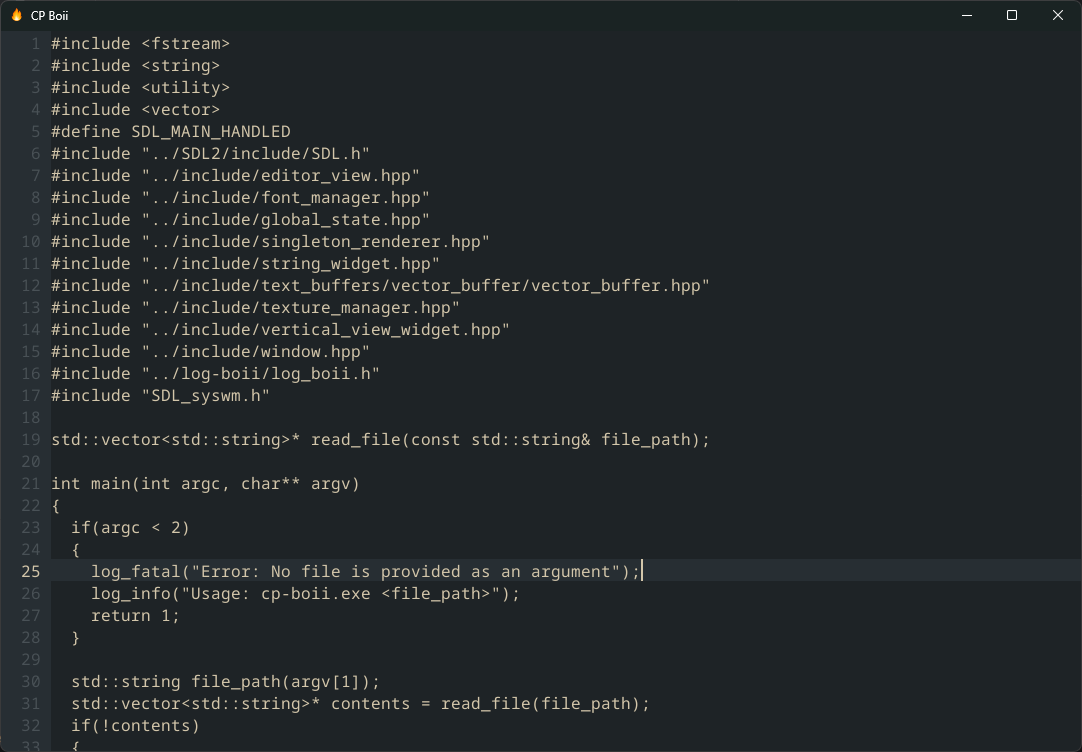 CP Boii
1 #include <fstream>
2 #include <string>
3 #include <utility>
4 #include <vector>
5 #define SDL_MAIN_HANDLED
6 #include "../SDL2/include/SDL.h"
7 #include "../include/editor_view.hpp"
8 #include "../include/font_manager.hpp"
9 #include "../include/global_state.hpp"
10 #include "../include/singleton_renderer.hpp"
11 #include "../include/string_widget.hpp"
12 #include "../include/text_buffers/vector_buffer/vector_buffer.hpp"
13 #include "../include/texture_manager.hpp"
14 #include "../include/vertical_view_widget.hpp"
15 #include "../include/window.hpp"
16 #include "../log-boii/log_boii.h"
17 #include "SDL_syswm.h"
18
19 std::vector<std::string>* read_file(const std::string& file_path);
20
21 int main(int argc, char** argv)
22 {
23   if(argc < 2)
24   {
25     log_fatal("Error: No file is provided as an argument");
26     log_info("Usage: cp-boii.exe <file_path>");
27     return 1;
28   }
29
30   std::string file_path(argv[1]);
31   std::vector<std::string>* contents = read_file(file_path);
32   if(!contents)
33   {